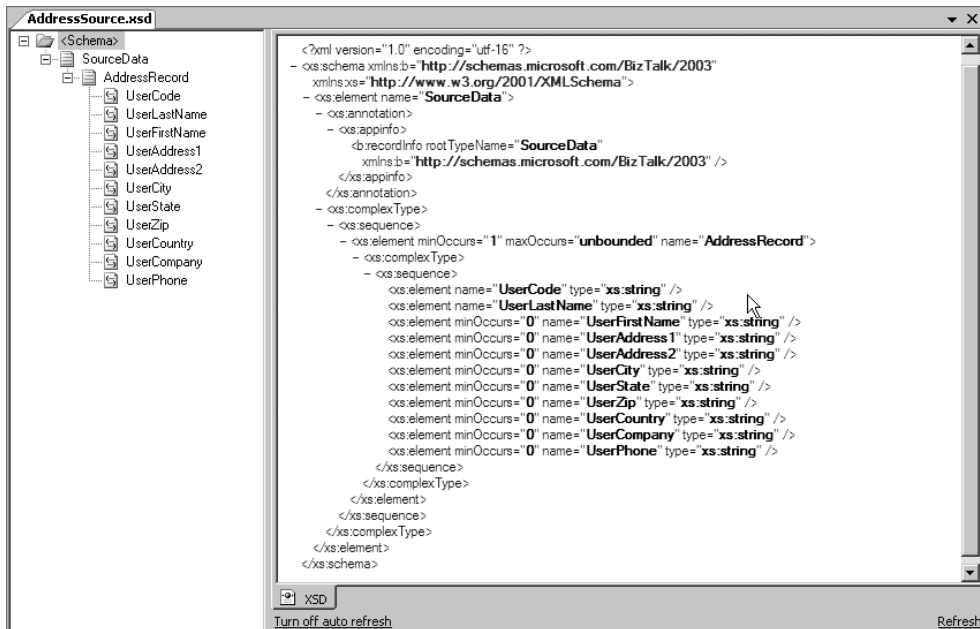 AddressSource.xsd
<Schema>
SourceData
AddressRecord
UserCode
UserLastName
UserFirstName
UserAddress1
UserAddress2
UserCity
UserState
UserZip
UserCountry
UserCompany
UserPhone
<?xml version="1.0" encoding="utf-16" ?>
- <xs:schema xmlns:b="http://schemas.microsoft.com/BizTalk/2003"
xmlns:xs="http://www.w3.org/2001/XMLSchema">
- <xs:element name="SourceData">
- <xs:annotation>
- <xs:appinfo>
<b:recordInfo rootTypeName="SourceData"
xmlns:b="http://schemas.microsoft.com/BizTalk/2003" />
</xs:appinfo>
</xs:annotation>
- <xs:complexType>
- <xs:sequence>
- <xs:element minOccurs="1" maxOccurs="unbounded" name="AddressRecord">
- <xs:complexType>
- <xs:sequence>
<xs:element name="UserCode" type="xs:string" />
<xs:element name="UserLastName" type="xs:string" />
<xs:element minOccurs="0" name="UserFirstName" type="xs:string" />
<xs:element minOccurs="0" name="UserAddress1" type="xs:string" />
<xs:element minOccurs="0" name="UserAddress2" type="xs:string" />
<xs:element minOccurs="0" name="UserCity" type="xs:string" />
<xs:element minOccurs="0" name="UserState" type="xs:string" />
<xs:element minOccurs="0" name="UserZip" type="xs:string" />
<xs:element minOccurs="0" name="UserCountry" type="xs:string" />
<xs:element minOccurs="0" name="UserCompany" type="xs:string" />
<xs:element minOccurs="0" name="UserPhone" type="xs:string" />
</xs:sequence>
</xs:complexType>
</xs:element>
</xs:sequence>
</xs:complexType>
</xs:element>
</xs:schema>
XSD
Turn off auto refresh
Refresh